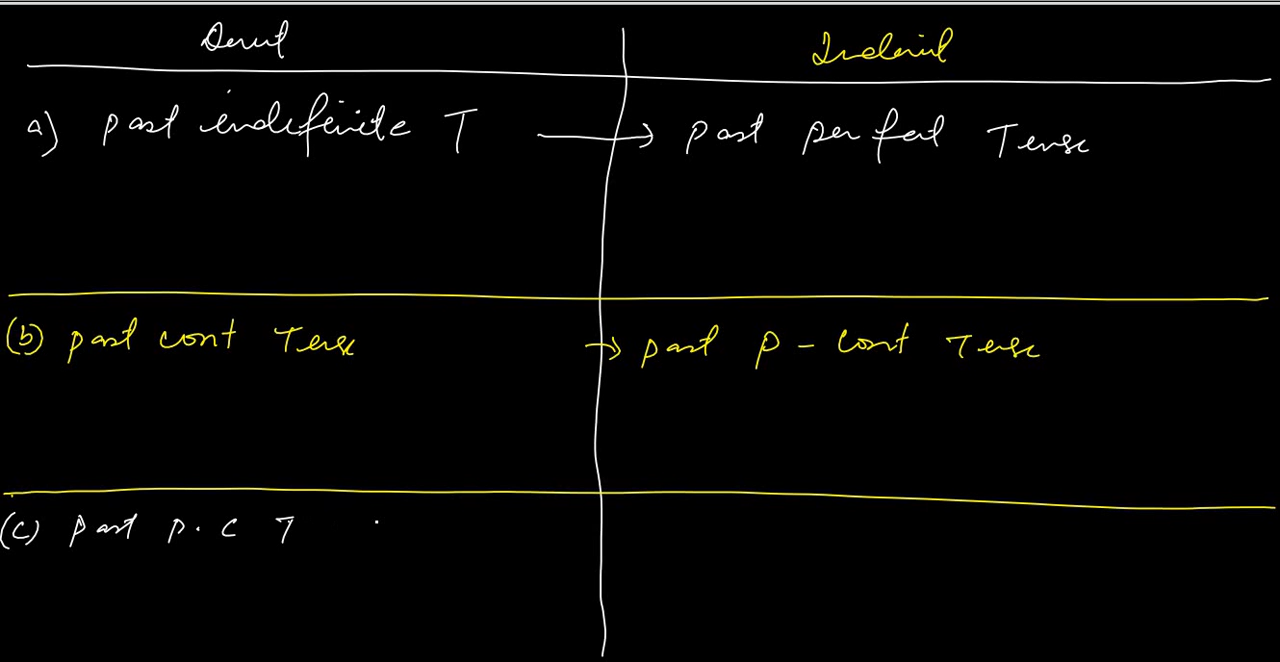 Direct
Indirect
a) past indefinite T → past perfect Tense
(b) past cont Tense → past p - cont Tense
(c) past p. c T